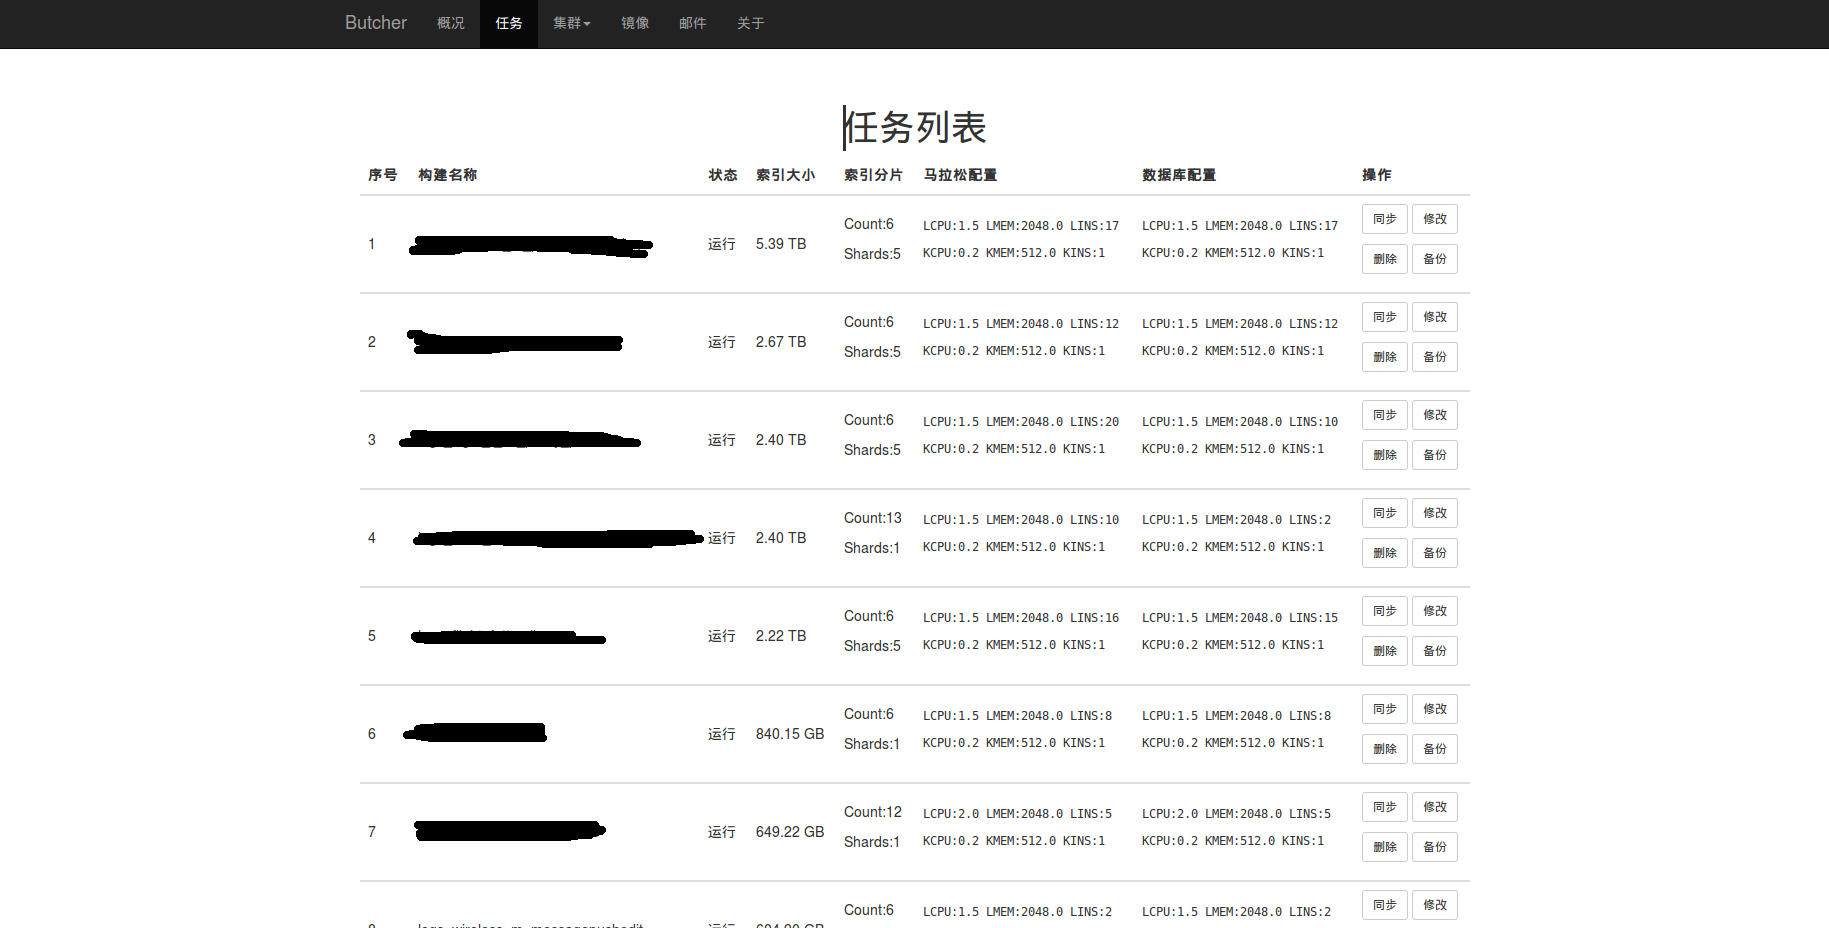 Butcher 概况 任务 集群 镜像 邮件 关于
任务列表
序号 构建名称 状态 索引大小 索引分片 马拉松配置 数据库配置 操作
1 运行 5.39 TB Count:6 Shards:5 LCPU:1.5 LMEM:2048.0 LINS:17 KCPU:0.2 KMEM:512.0 KINS:1 LCPU:1.5 LMEM:2048.0 LINS:17 KCPU:0.2 KMEM:512.0 KINS:1 同步 修改 删除 备份
2 运行 2.67 TB Count:6 Shards:5 LCPU:1.5 LMEM:2048.0 LINS:12 KCPU:0.2 KMEM:512.0 KINS:1 LCPU:1.5 LMEM:2048.0 LINS:12 KCPU:0.2 KMEM:512.0 KINS:1 同步 修改 删除 备份
3 运行 2.40 TB Count:6 Shards:5 LCPU:1.5 LMEM:2048.0 LINS:20 KCPU:0.2 KMEM:512.0 KINS:1 LCPU:1.5 LMEM:2048.0 LINS:10 KCPU:0.2 KMEM:512.0 KINS:1 同步 修改 删除 备份
4 运行 2.40 TB Count:13 Shards:1 LCPU:1.5 LMEM:2048.0 LINS:10 KCPU:0.2 KMEM:512.0 KINS:1 LCPU:1.5 LMEM:2048.0 LINS:2 KCPU:0.2 KMEM:512.0 KINS:1 同步 修改 删除 备份
5 运行 2.22 TB Count:6 Shards:5 LCPU:1.5 LMEM:2048.0 LINS:16 KCPU:0.2 KMEM:512.0 KINS:1 LCPU:1.5 LMEM:2048.0 LINS:15 KCPU:0.2 KMEM:512.0 KINS:1 同步 修改 删除 备份
6 运行 840.15 GB Count:6 Shards:1 LCPU:1.5 LMEM:2048.0 LINS:8 KCPU:0.2 KMEM:512.0 KINS:1 LCPU:1.5 LMEM:2048.0 LINS:8 KCPU:0.2 KMEM:512.0 KINS:1 同步 修改 删除 备份
7 运行 649.22 GB Count:12 Shards:1 LCPU:2.0 LMEM:2048.0 LINS:5 KCPU:0.2 KMEM:512.0 KINS:1 LCPU:2.0 LMEM:2048.0 LINS:5 KCPU:0.2 KMEM:512.0 KINS:1 同步 修改 删除 备份
Count:6 LCPU:1.5 LMEM:2048.0 LINS:2 LCPU:1.5 LMEM:2048.0 LINS:2 同步 修改